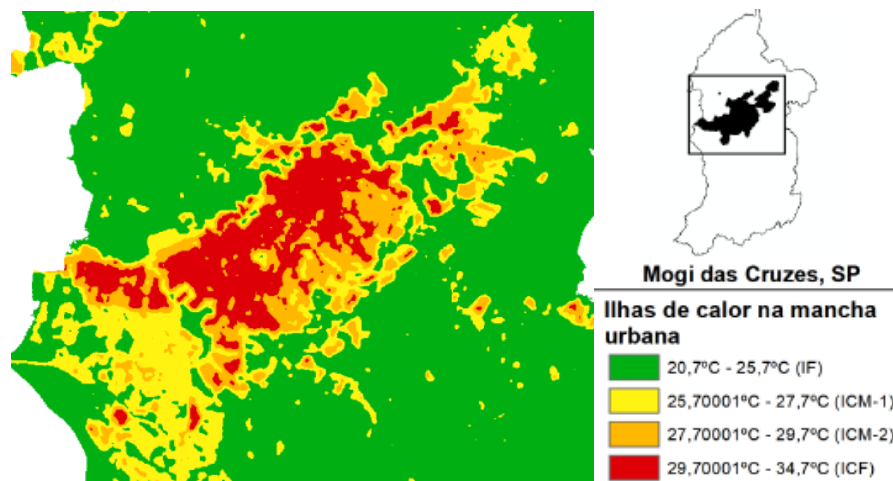 Mogi das Cruzes, SP
Ilhas de calor na mancha
urbana
20,7ºC - 25,7ºC (IF)
25,70001ºC - 27,7ºC (ICM-1)
27,70001ºC - 29,7ºC (ICM-2)
29,70001ºC - 34,7ºC (ICF)